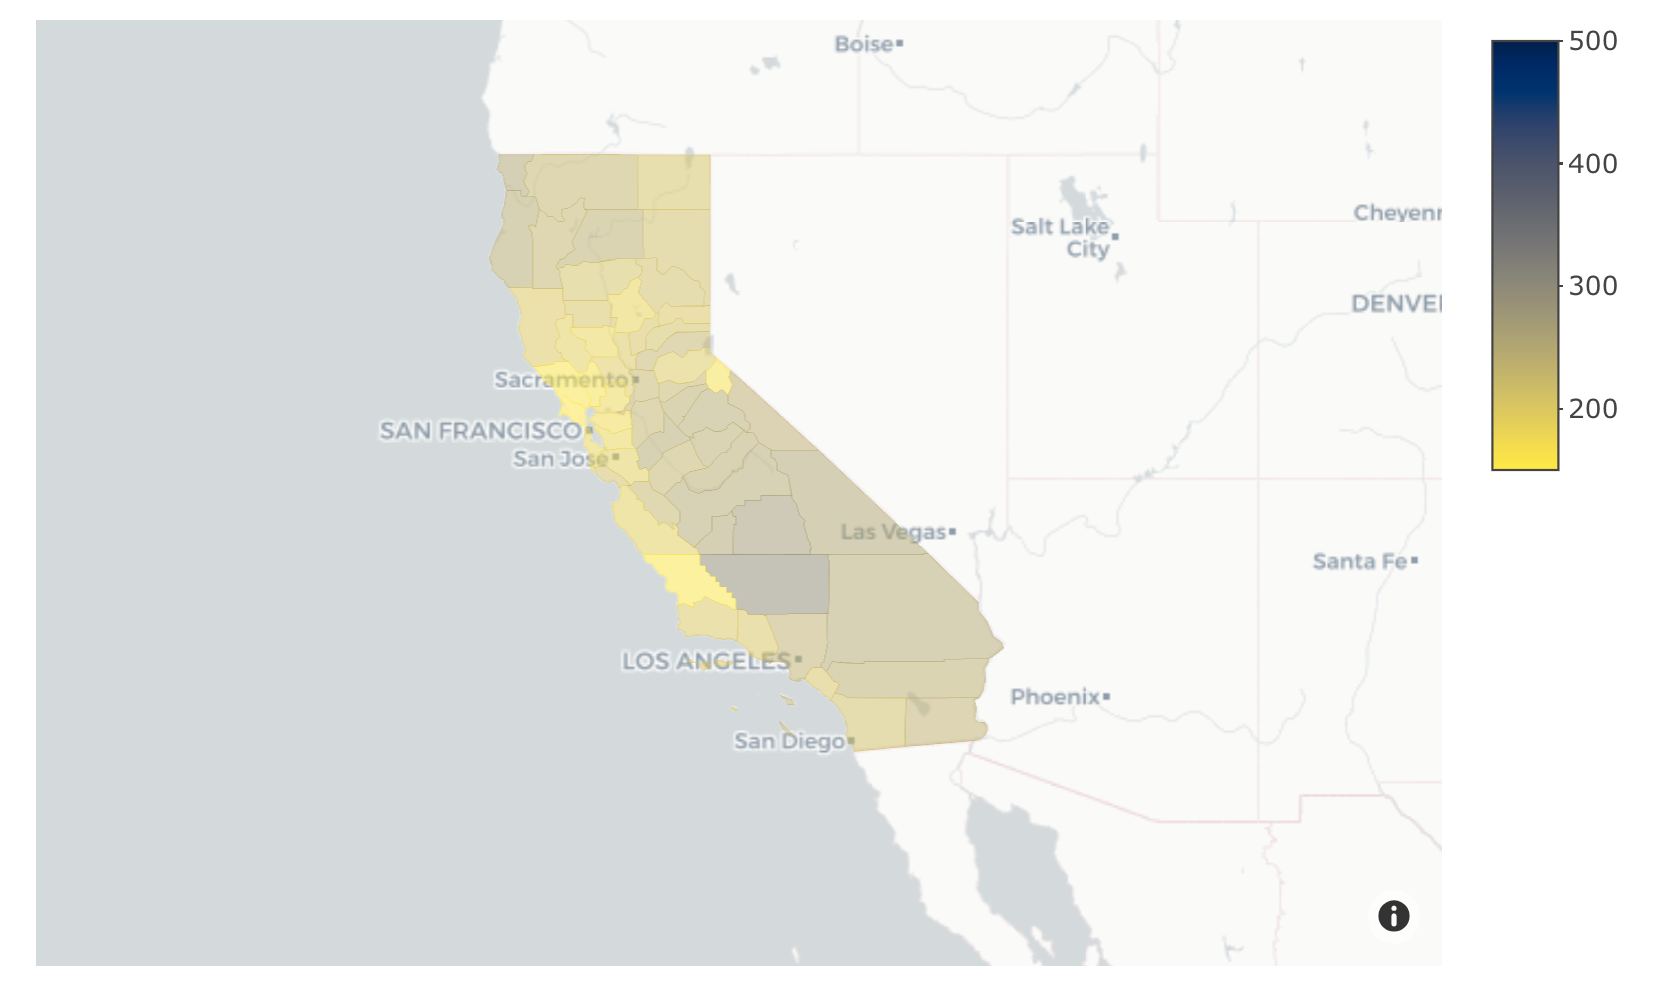 Boise
500
400
Salt Lake
City
Cheyenn
300
DENVE
Sacramento
200
SAN FRANCISCO
San Jose
Las Vegas
Santa Fe
LOS ANGELES
Phoenix
San Diego
i